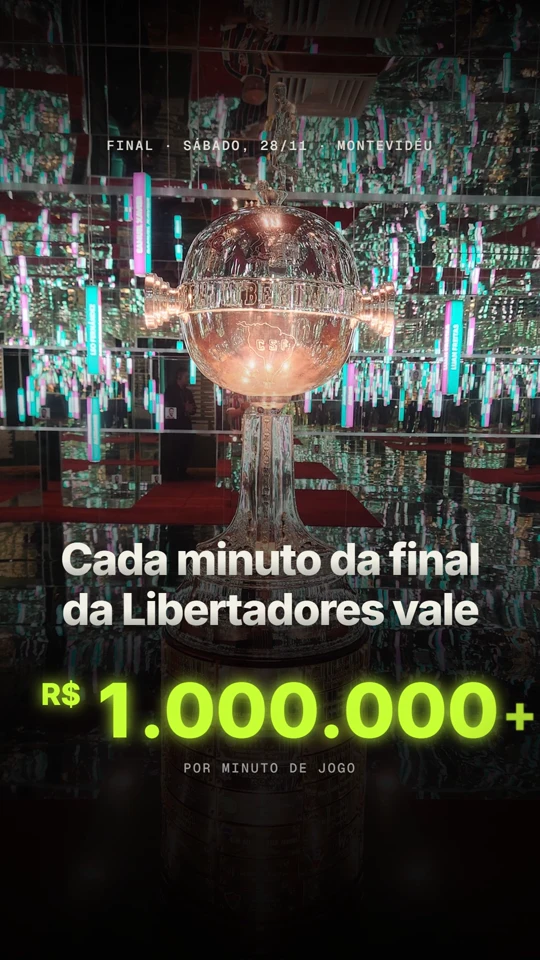 FINAL · SÁBADO, 28/11 · MONTEVIDÉU
CSF
Cada minuto da final
da Libertadores vale
R$ 1.000.000+
POR MINUTO DE JOGO